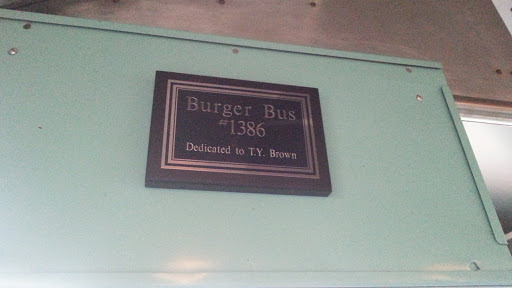 Burger Bus
#1386
Dedicated to T.Y. Brown